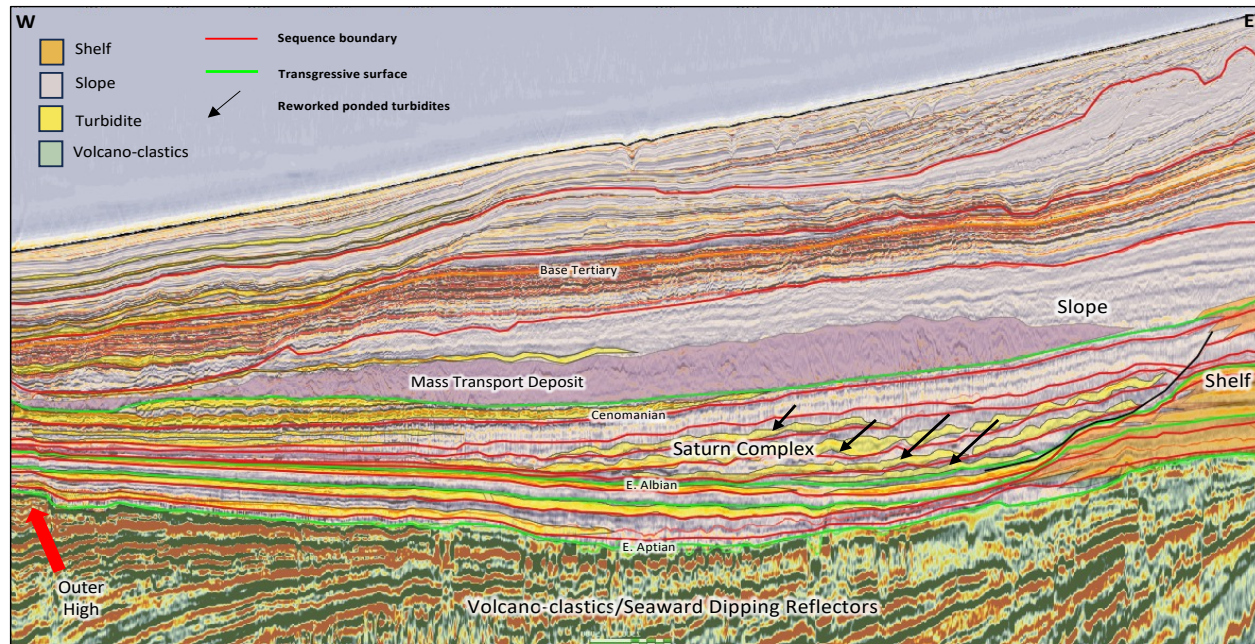 W
E
Shelf
Slope
Turbidite
Volcano-clastics
Sequence boundary
Transgressive surface
Reworked ponded turbidites
Base Tertiary
Slope
Mass Transport Deposit
Shelf
Cenomanian
Saturn Complex
E. Albian
E. Aptian
Outer
High
Volcano-clastics/Seaward Dipping Reflectors